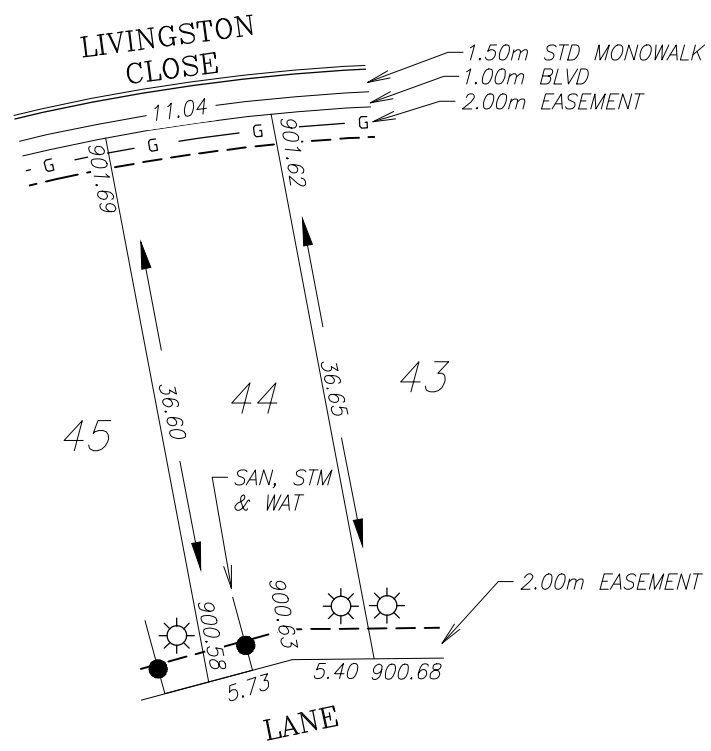 LIVINGSTON
CLOSE
1.50m STD MONOWALK
1.00m BLVD
2.00m EASEMENT
11.04
G
G
G
G
901.69
901.62
36.60
36.65
45
44
43
SAN, STM
& WAT
2.00m EASEMENT
900.58
900.63
5.73
5.40
900.68
LANE